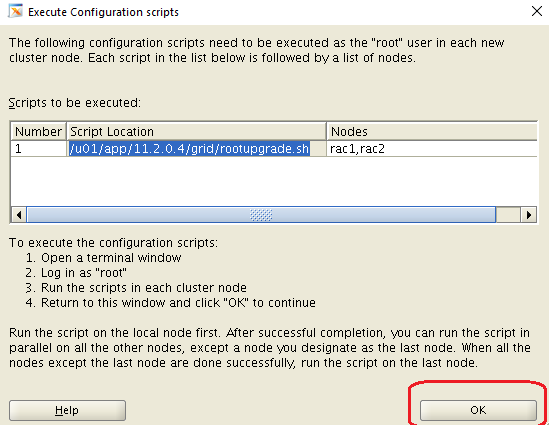 Execute Configuration scripts
The following configuration scripts need to be executed as the "root" user in each new
cluster node. Each script in the list below is followed by a list of nodes.
Scripts to be executed:
Number Script Location Nodes
1 /u01/app/11.2.0.4/grid/rootupgrade.sh rac1,rac2
To execute the configuration scripts:
1. Open a terminal window
2. Log in as "root"
3. Run the scripts in each cluster node
4. Return to this window and click "OK" to continue
Run the script on the local node first. After successful completion, you can run the script in
parallel on all the other nodes, except a node you designate as the last node. When all the
nodes except the last node are done successfully, run the script on the last node.
Help OK